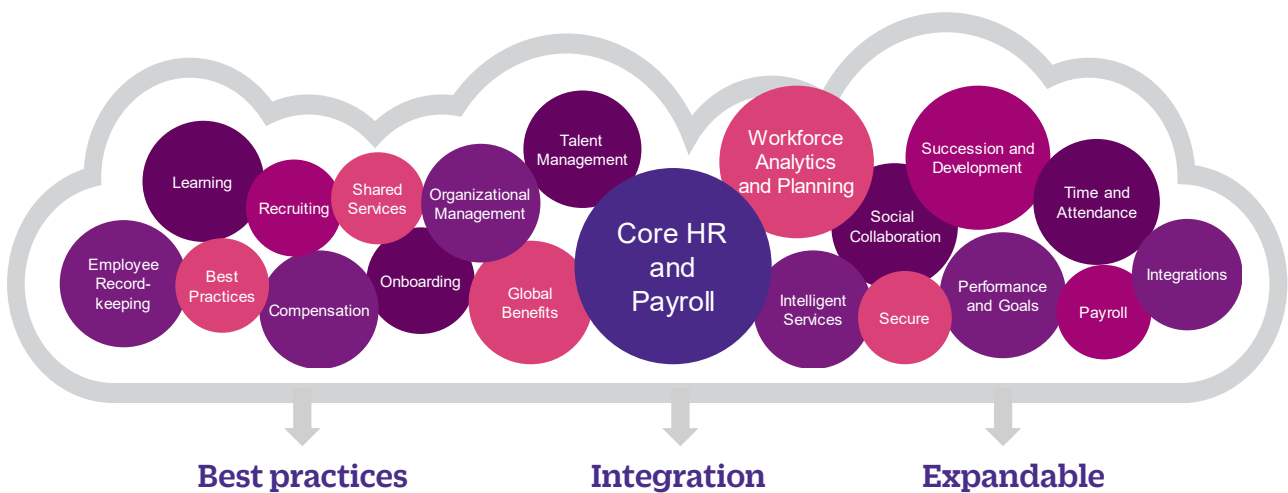 Learning
Recruiting
Shared
Services
Organizational
Management
Talent
Management
Workforce
Analytics
and Planning
Succession and
Development
Time and
Attendance
Employee
Record-
keeping
Best
Practices
Compensation
Onboarding
Global
Benefits
Core HR
and
Payroll
Social
Collaboration
Intelligent
Services
Secure
Performance
and Goals
Payroll
Integrations
Best practices
Integration
Expandable